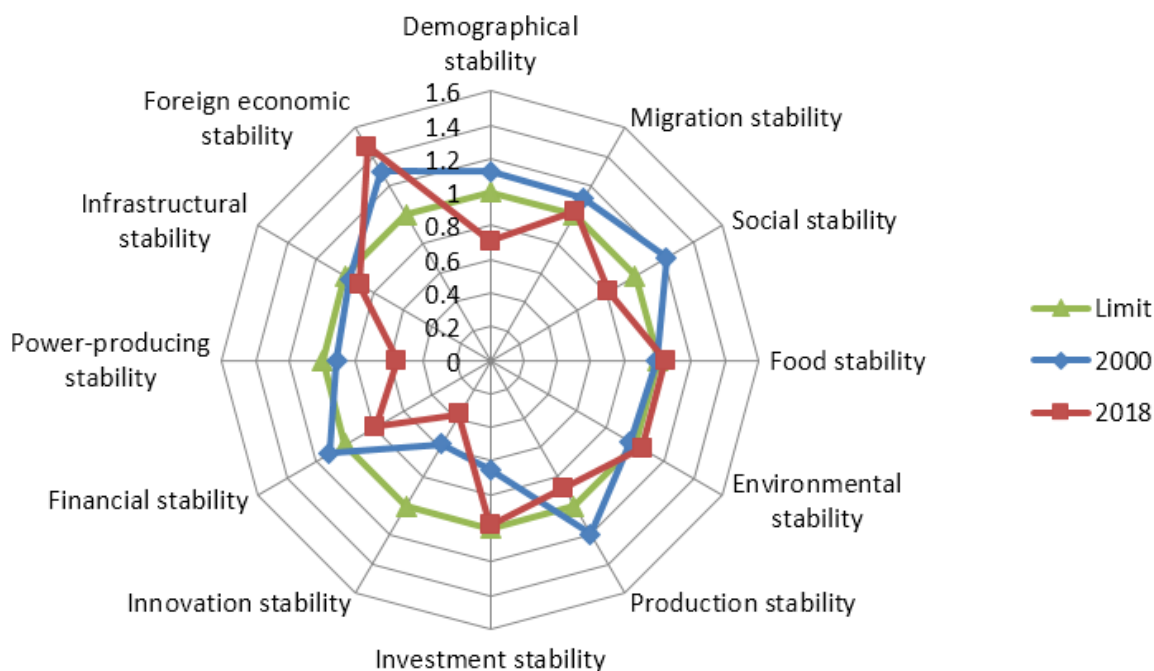 Demographical
stability
Foreign economic
stability
Migration stability
Infrastructural
stability
Social stability
Power-producing
stability
Food stability
Financial stability
Environmental
stability
Innovation stability
Production stability
Investment stability
1.6
1.4
1.2
1
0.8
0.6
0.4
0.2
0
Limit
2000
2018